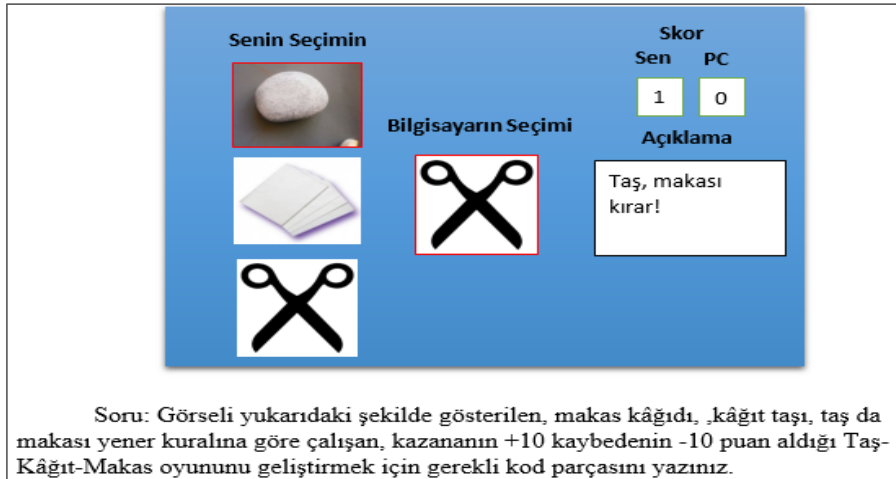 Senin Seçimin
Skor
Sen PC
1 0
Bilgisayarın Seçimi
Açıklama
Taş, makası
kırar!
Soru: Görseli yukarıdaki şekilde gösterilen, makas kâğıdı, ,kâğıt taşı, taş da
makası yener kuralına göre çalışan, kazananın +10 kaybedenin -10 puan aldığı Taş-
Kâğıt-Makas oyununu geliştirmek için gerekli kod parçasını yazınız.